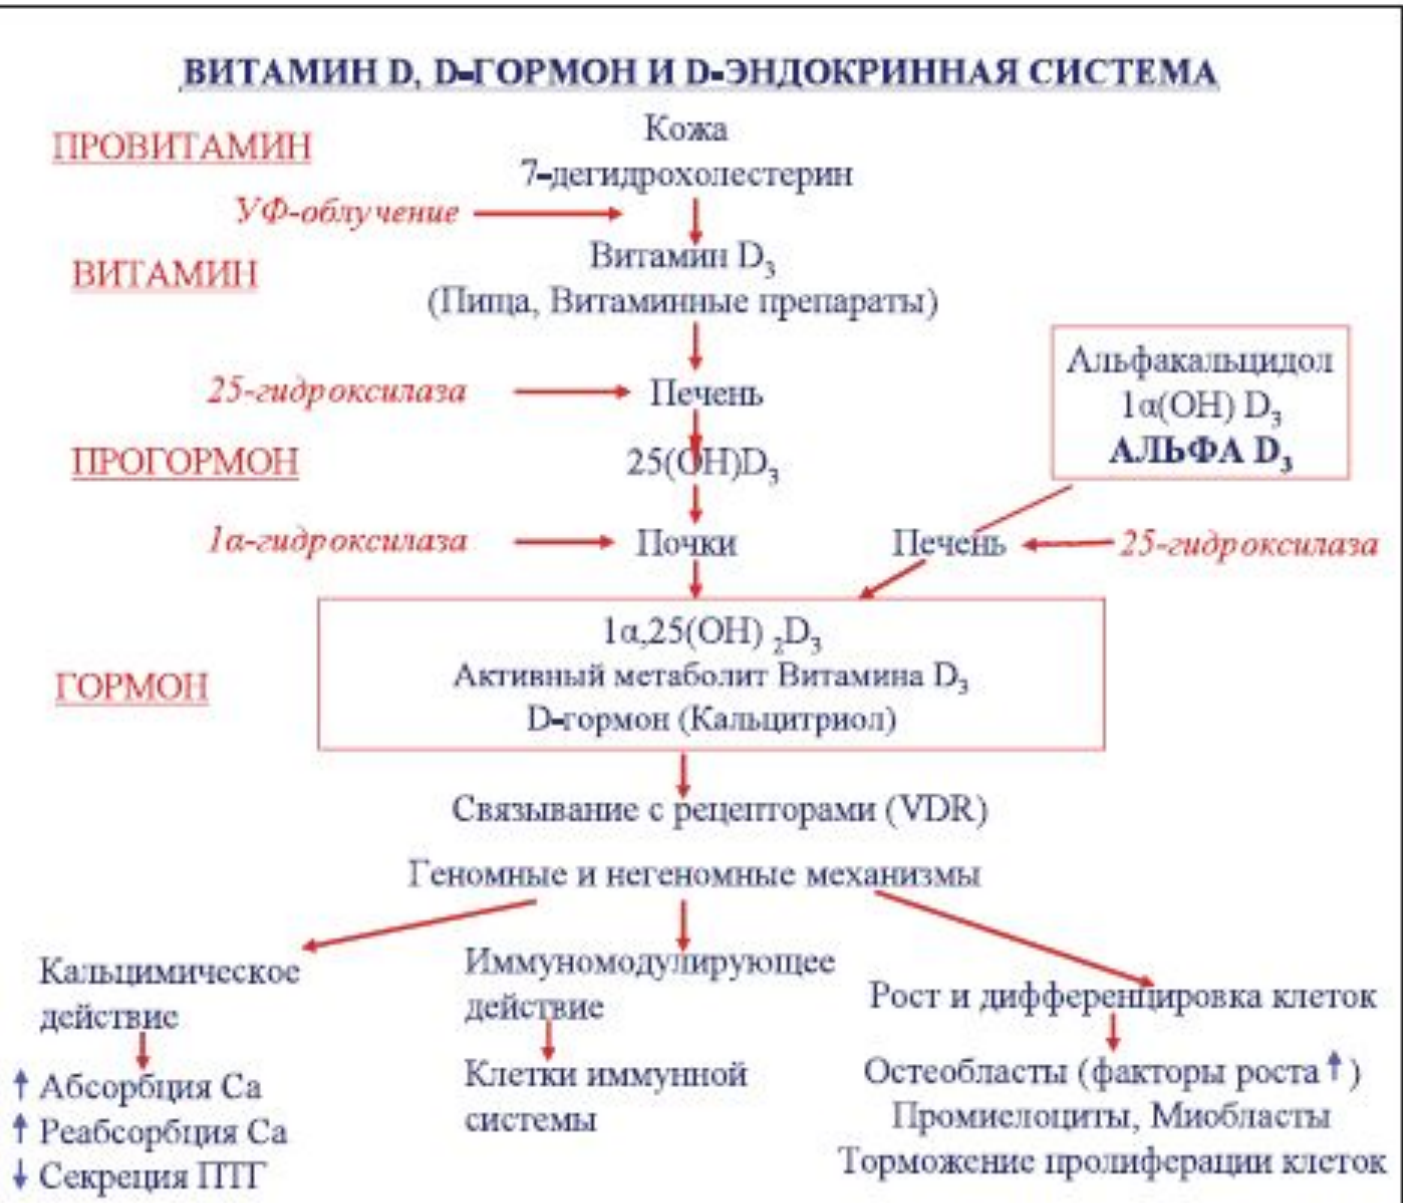 ВИТАМИН D, D-ГОРМОН И D-ЭНДОКРИННАЯ СИСТЕМА
ПРОВИТАМИН
Кожа
7-дегидрохолестерин
УФ-облучение
ВИТАМИН
Витамин D₃
(Пища, Витаминные препараты)
25-гидроксилаза
Печень
Альфакальцидол
1α(OH) D₃
АЛЬФА D₃
ПРОГОРМОН
25(OH)D₃
1α-гидроксилаза
Почки
Печень
25-гидроксилаза
ГОРМОН
1α,25(OH) ₂D₃
Активный метаболит Витамина D₃
D-гормон (Кальцитриол)
Связывание с рецепторами (VDR)
Геномные и негеномные механизмы
Кальцимическое
действие
↑ Абсорбция Ca
↑ Реабсорбция Ca
↓ Секреция ПТГ
Иммуномодулирующее
действие
Клетки иммунной
системы
Рост и дифференцировка клеток
Остеобласты (факторы роста↑)
Промислоциты, Миобласты
Торможение пролиферации клеток